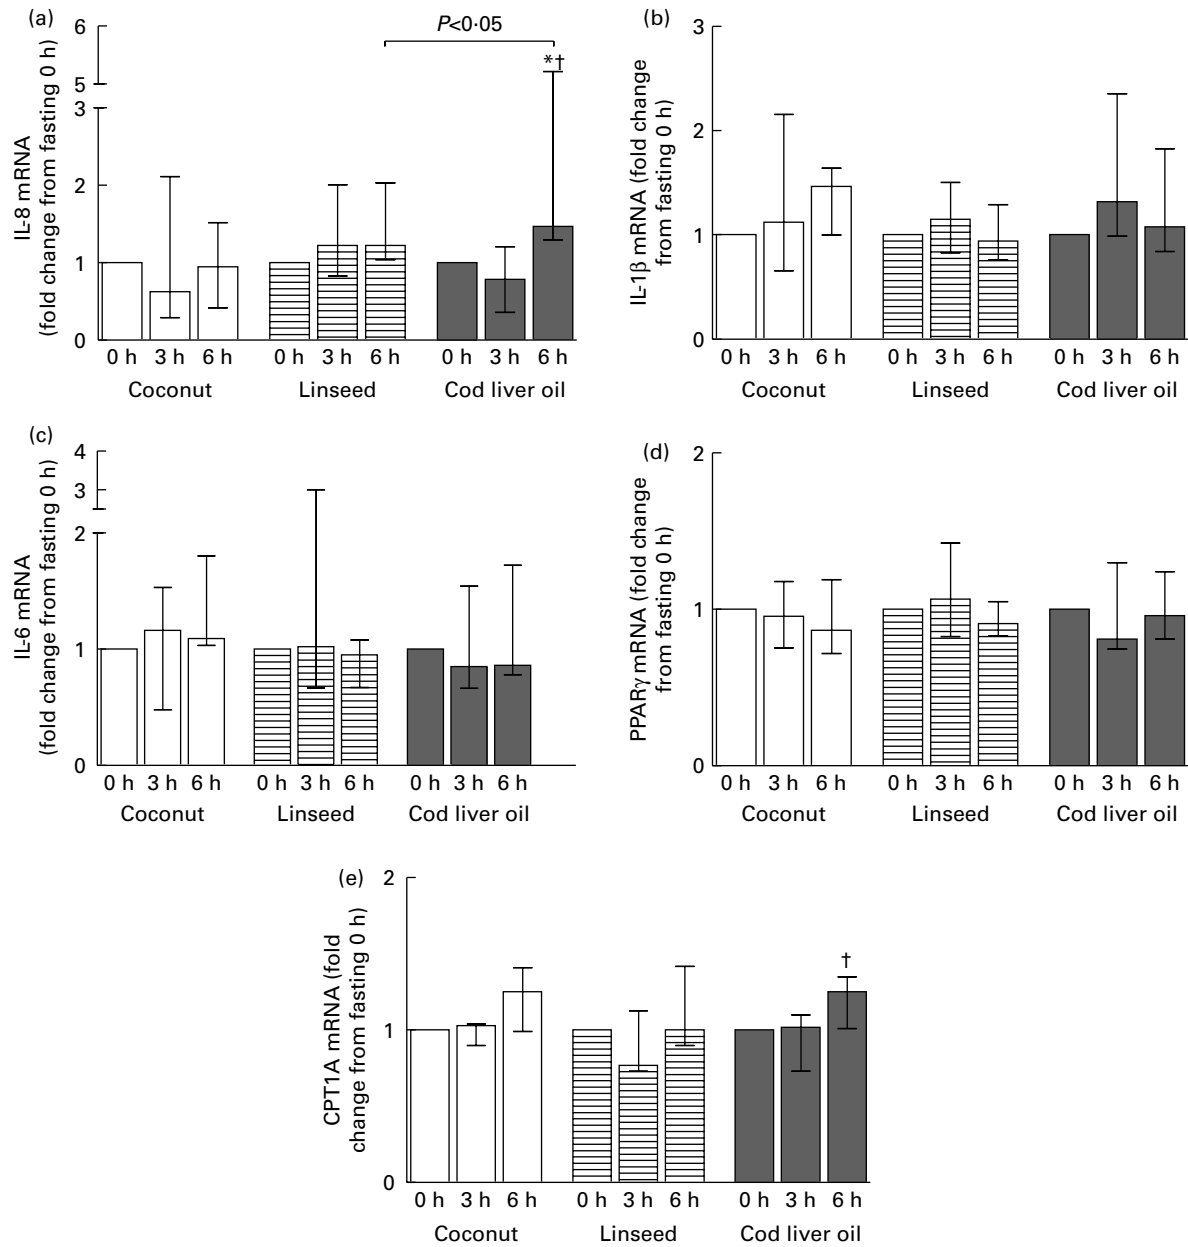 (a)
IL-8 mRNA
(fold change from fasting 0 h)
6
5
3
2
1
0
P<0·05
*†
0 h 3 h 6 h 0 h 3 h 6 h 0 h 3 h 6 h
Coconut Linseed Cod liver oil
(b)
IL-1β mRNA (fold change
from fasting 0 h)
3
2
1
0
0 h 3 h 6 h 0 h 3 h 6 h 0 h 3 h 6 h
Coconut Linseed Cod liver oil
(c)
IL-6 mRNA
(fold change from fasting 0 h)
4
3
2
1
0
0 h 3 h 6 h 0 h 3 h 6 h 0 h 3 h 6 h
Coconut Linseed Cod liver oil
(d)
PPARγ mRNA (fold change
from fasting 0 h)
2
1
0
0 h 3 h 6 h 0 h 3 h 6 h 0 h 3 h 6 h
Coconut Linseed Cod liver oil
(e)
CPT1A mRNA (fold
change from fasting 0 h)
2
1
0
†
0 h 3 h 6 h 0 h 3 h 6 h 0 h 3 h 6 h
Coconut Linseed Cod liver oil